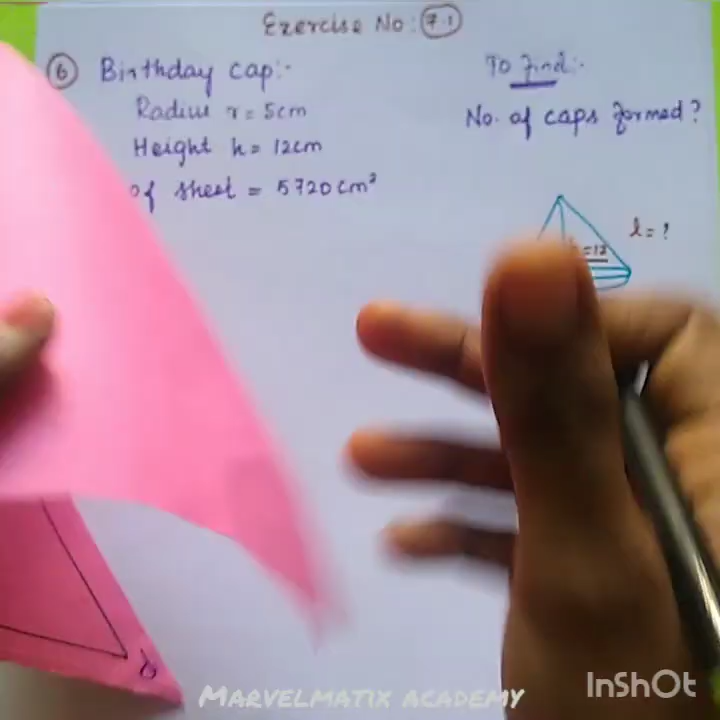 Exercise No: 7.1
6 Birthday cap:-
Radius r = 5cm
Height h = 12cm
of sheet = 5720 cm²
To find:-
No. of caps formed?
l = ?
h = 12
MARVELMATIX ACADEMY
InShOt